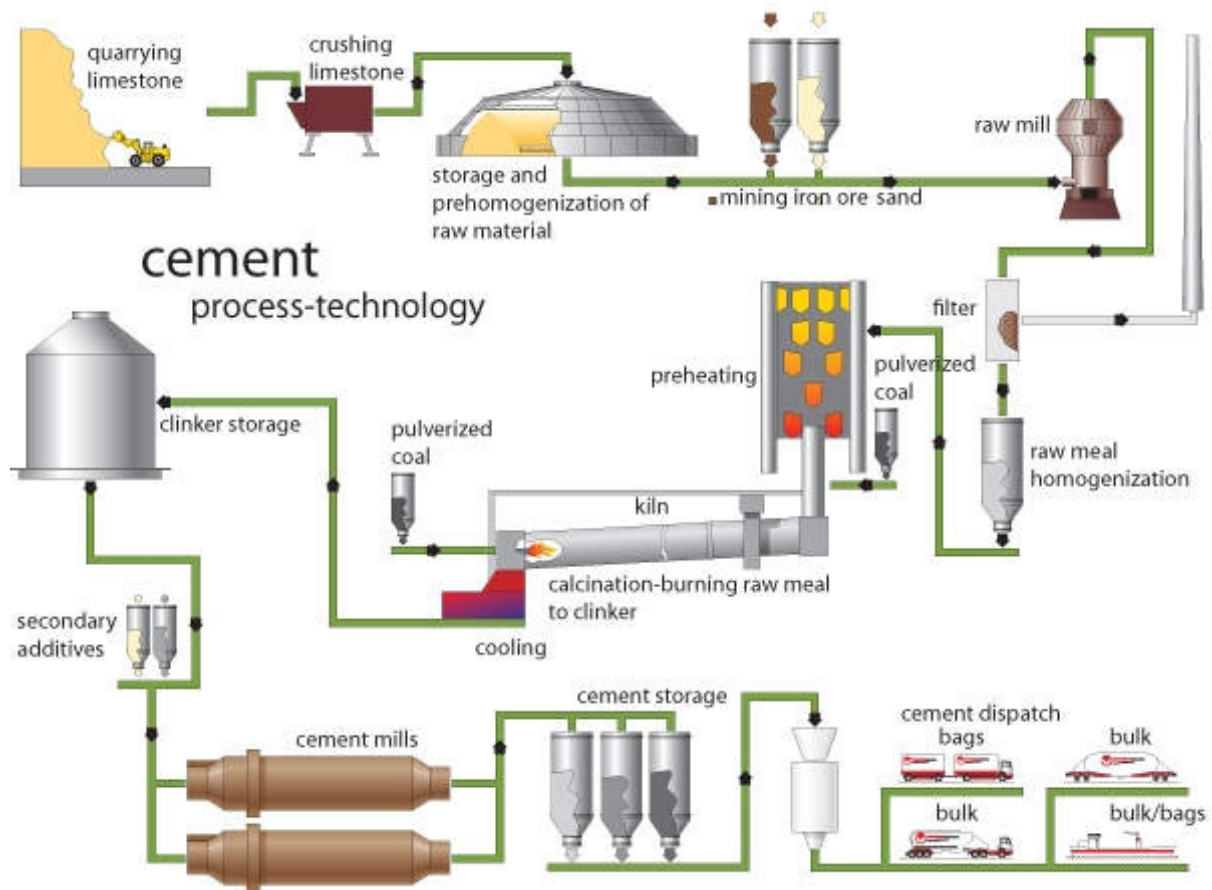 quarrying
limestone
crushing
limestone
raw mill
storage and
prehomogenization of
raw material
mining iron ore sand
cement
process-technology
filter
preheating
pulverized
coal
clinker storage
pulverized
coal
raw meal
homogenization
kiln
calcination-burning raw meal
to clinker
cooling
secondary
additives
cement storage
cement mills
cement dispatch
bags
bulk
bulk
bulk/bags